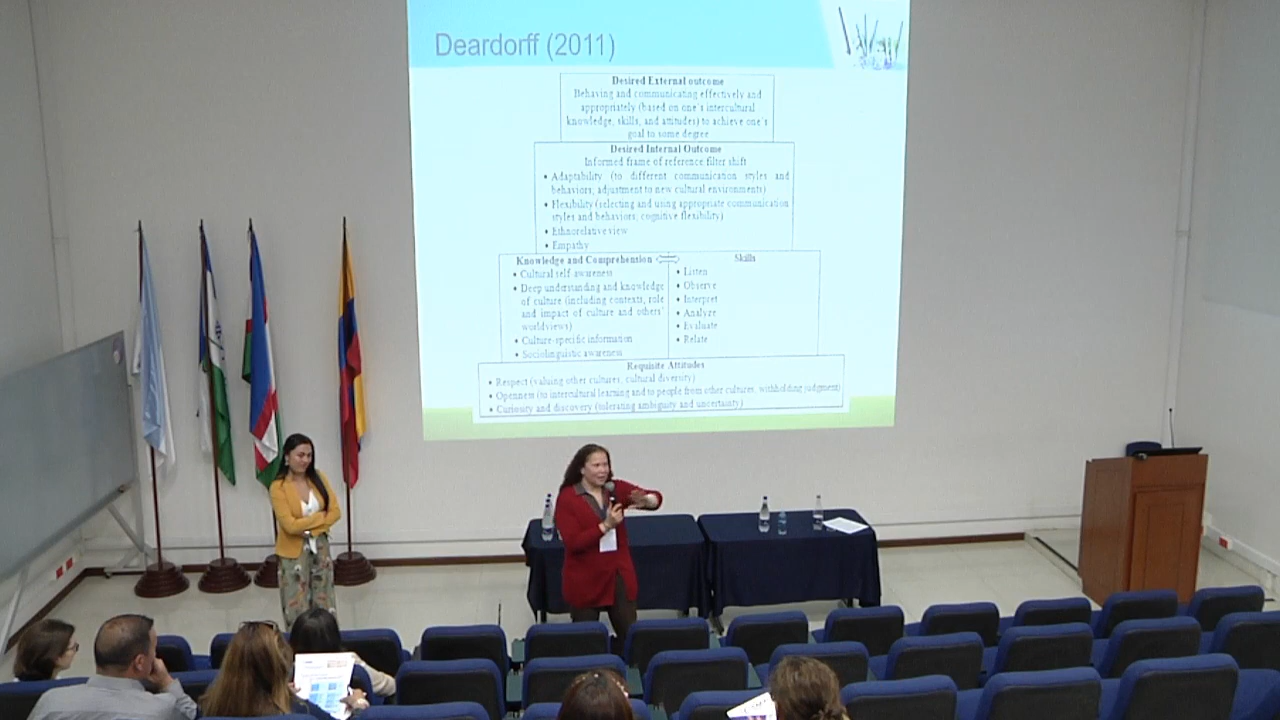 Deardorff (2011)
Desired External outcome
Behaving and communicating effectively and
appropriately (based on one's intercultural
knowledge, skills, and attitudes) to achieve one's
goal to some degree
Desired Internal Outcome
Informed frame of reference filter shift
• Adaptability (to different communication styles and
behaviors; adjustment to new cultural environments)
• Flexibility (selecting and using appropriate communication
styles and behaviors; cognitive flexibility)
• Ethnorelative view
• Empathy
Knowledge and Comprehension
• Cultural self awareness
• Deep understanding and knowledge
of culture (including contexts, role
and impact of culture and others'
worldviews)
• Culture-specific information
• Sociolinguistic awareness
Skills
• Listen
• Observe
• Interpret
• Analyze
• Evaluate
• Relate
Requisite Attitudes
• Respect (valuing other cultures, cultural diversity)
• Openness (to intercultural learning and to people from other cultures, withholding judgment)
• Curiosity and discovery (tolerating ambiguity and uncertainty)